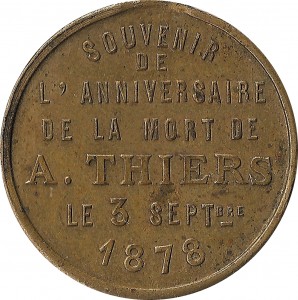 SOUVENIR
DE
L' ANNIVERSAIRE
DE LA MORT DE
A. THIERS
LE 3 SEPTBRE
1878